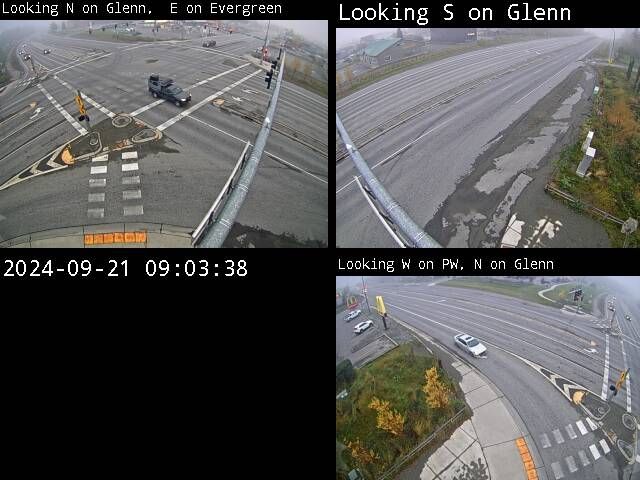 Looking N on Glenn,  E on Evergreen
Looking S on Glenn
2024-09-21 09:03:38
Looking W on PW, N on Glenn